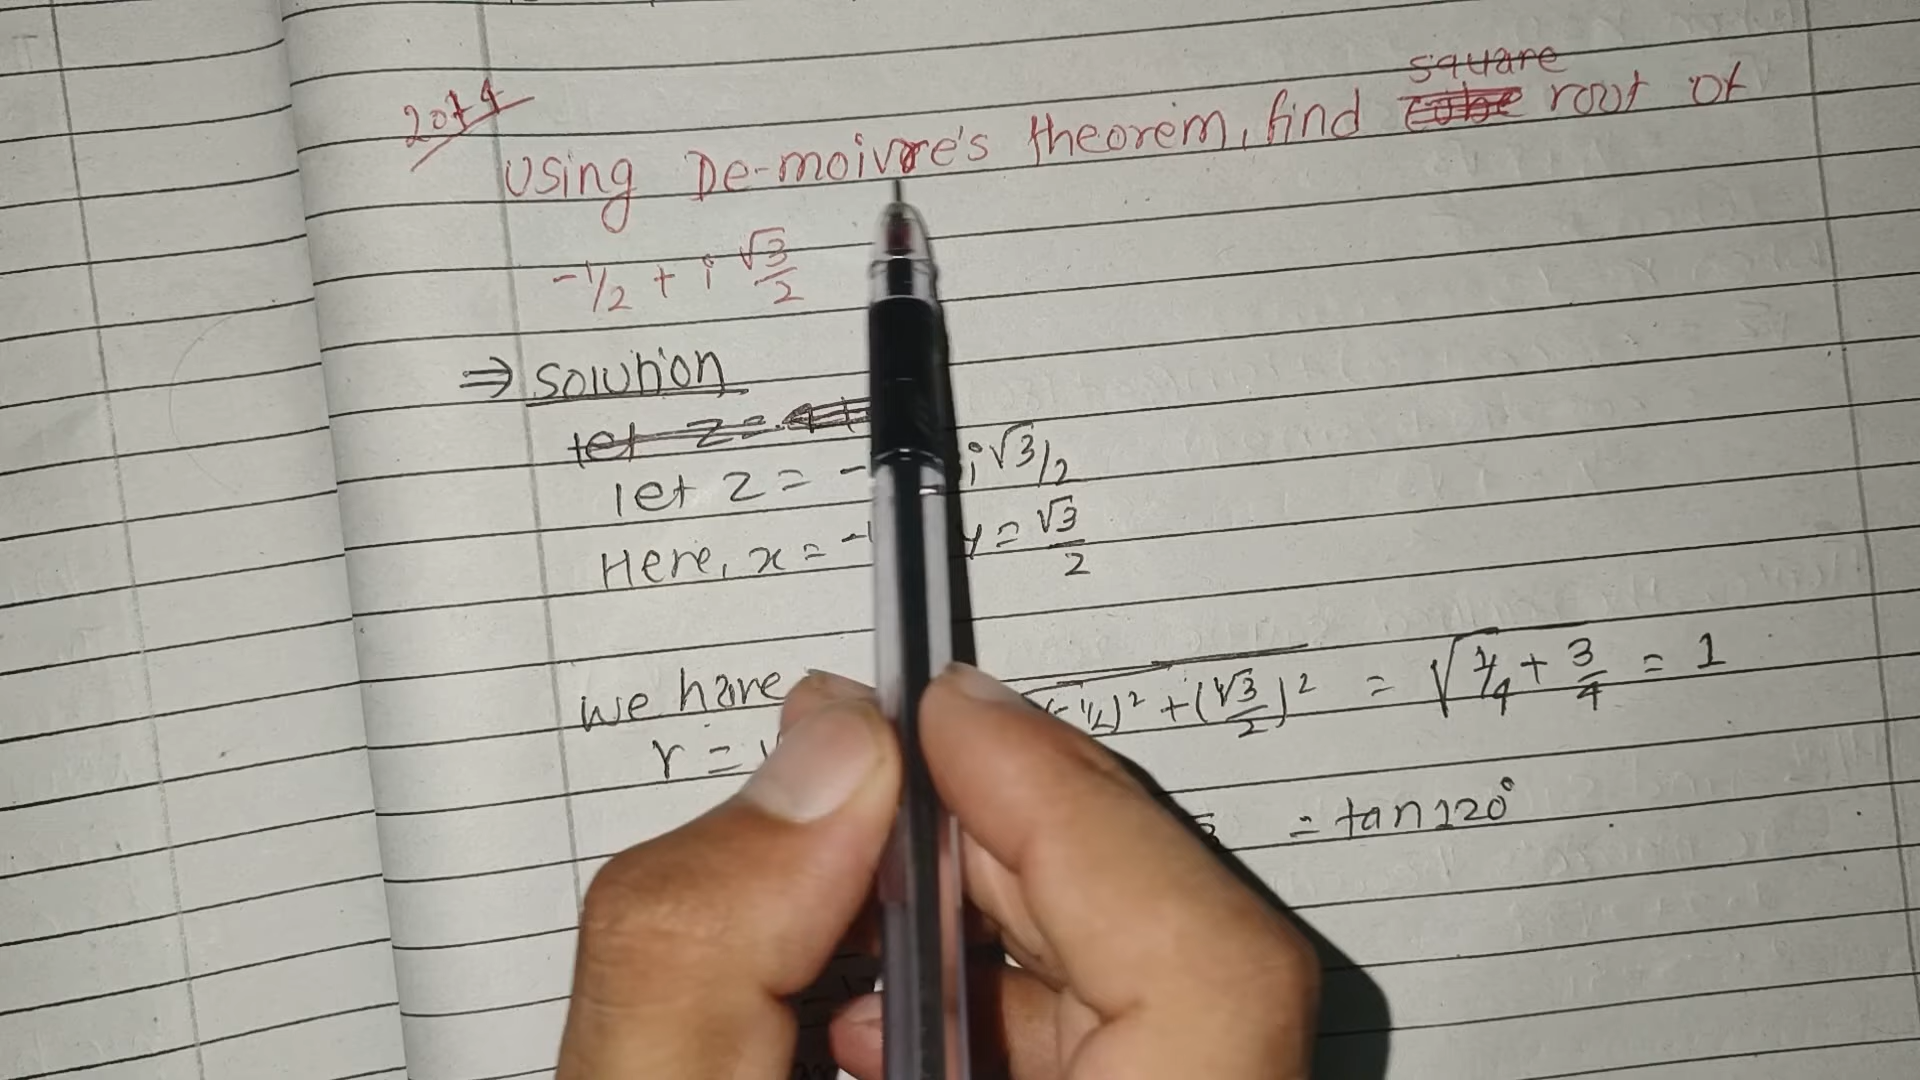 2074
square
Using De-moivre's theorem, find cube root of
-1/2 + i √3/2
⇒ Solution
let z =
let z = - i√3/2
Here, x = -1 y = √3/2
We have
r = √ (-1/2)² + (√3/2)² = √1/4 + 3/4 = 1
= tan120°